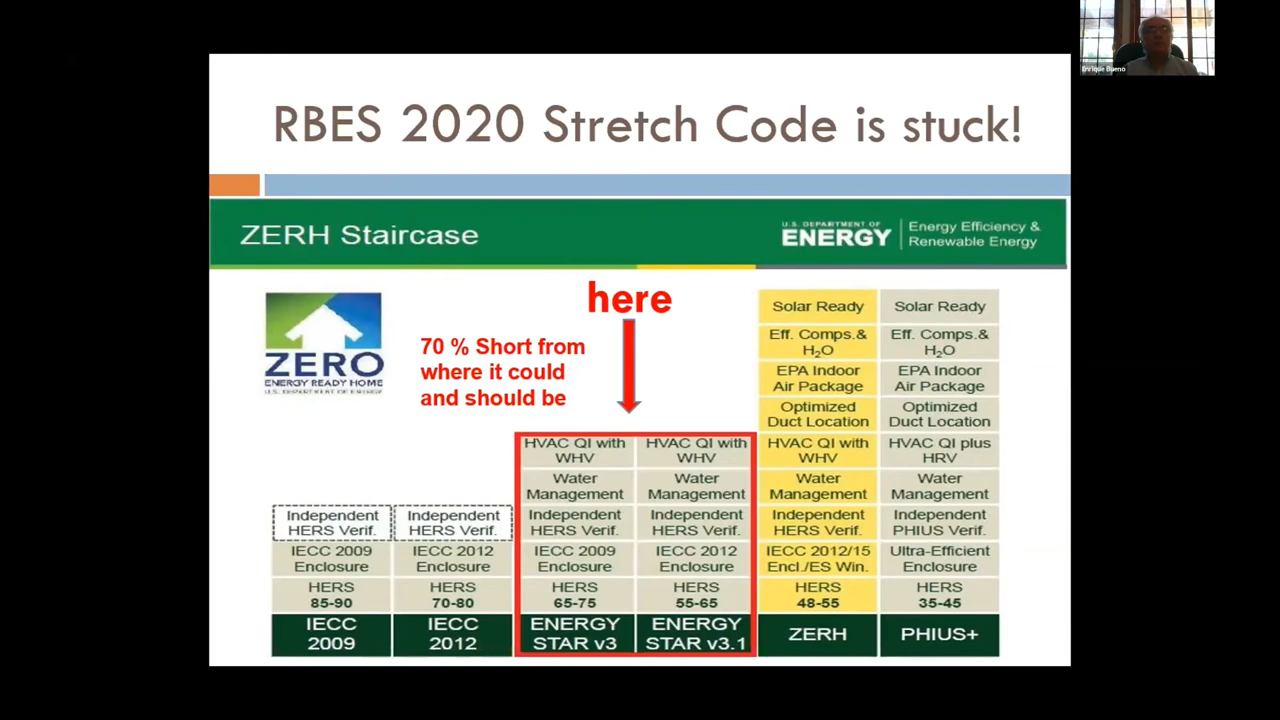 Enrique Bueno
RBES 2020 Stretch Code is stuck!
ZERH Staircase
U.S. DEPARTMENT OF
ENERGY
Energy Efficiency &
Renewable Energy
here
70 % Short from
where it could
and should be
ZERO
ENERGY READY HOME
U.S. DEPARTMENT OF ENERGY
Independent
HERS Verif.
IECC 2009
Enclosure
HERS
85-90
IECC
2009
Independent
HERS Verif.
IECC 2012
Enclosure
HERS
70-80
IECC
2012
HVAC QI with
WHV
Water
Management
Independent
HERS Verif.
IECC 2009
Enclosure
HERS
65-75
ENERGY
STAR v3
HVAC QI with
WHV
Water
Management
Independent
HERS Verif.
IECC 2012
Enclosure
HERS
55-65
ENERGY
STAR v3.1
Solar Ready
Eff. Comps.&
H₂O
EPA Indoor
Air Package
Optimized
Duct Location
HVAC QI with
WHV
Water
Management
Independent
HERS Verif.
IECC 2012/15
Encl./ES Win.
HERS
48-55
ZERH
Solar Ready
Eff. Comps.&
H₂O
EPA Indoor
Air Package
Optimized
Duct Location
HVAC QI plus
HRV
Water
Management
Independent
PHIUS Verif.
Ultra-Efficient
Enclosure
HERS
35-45
PHIUS+